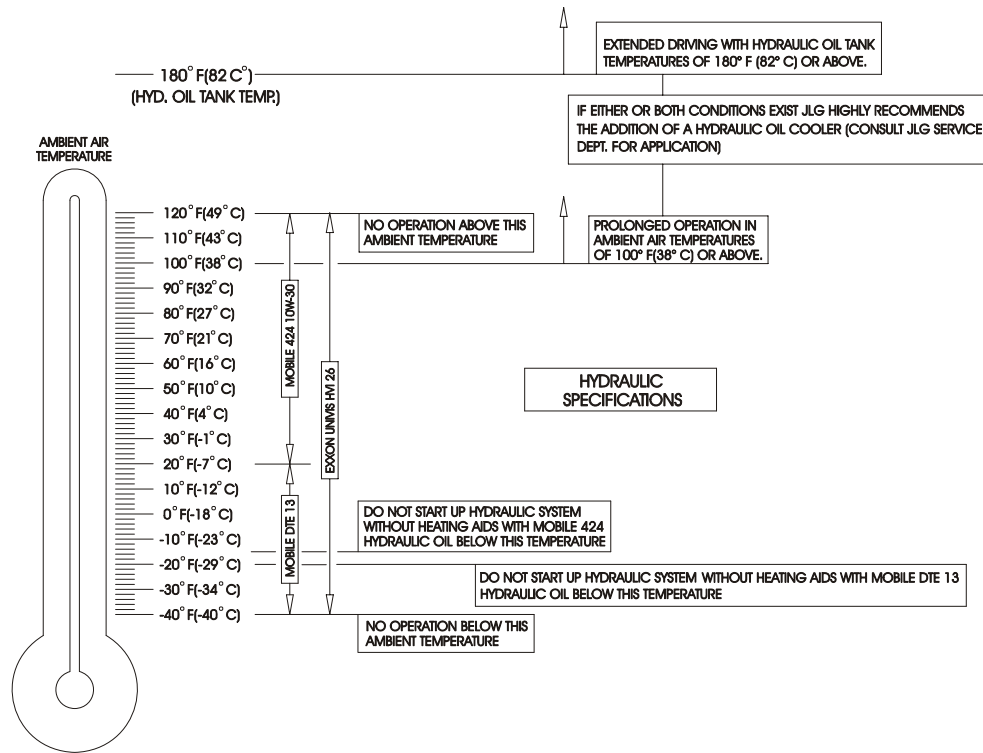 EXTENDED DRIVING WITH HYDRAULIC OIL TANK
TEMPERATURES OF 180° F (82° C) OR ABOVE.
180° F(82 C°)
(HYD. OIL TANK TEMP.)
IF EITHER OR BOTH CONDITIONS EXIST JLG HIGHLY RECOMMENDS
THE ADDITION OF A HYDRAULIC OIL COOLER (CONSULT JLG SERVICE
DEPT. FOR APPLICATION)
AMBIENT AIR
TEMPERATURE
120° F(49° C)
110° F(43° C)
100° F(38° C)
90° F(32° C)
80° F(27° C)
70° F(21° C)
60° F(16° C)
50° F(10° C)
40° F(4° C)
30° F(-1° C)
20° F(-7° C)
10° F(-12° C)
0° F(-18° C)
-10° F(-23° C)
-20° F(-29° C)
-30° F(-34° C)
-40° F(-40° C)
MOBILE 424 10W-30
MOBILE DTE 13
EXXON UNIVIS HVI 26
NO OPERATION ABOVE THIS
AMBIENT TEMPERATURE
PROLONGED OPERATION IN
AMBIENT AIR TEMPERATURES
OF 100° F(38° C) OR ABOVE.
HYDRAULIC
SPECIFICATIONS
DO NOT START UP HYDRAULIC SYSTEM
WITHOUT HEATING AIDS WITH MOBILE 424
HYDRAULIC OIL BELOW THIS TEMPERATURE
DO NOT START UP HYDRAULIC SYSTEM WITHOUT HEATING AIDS WITH MOBILE DTE 13
HYDRAULIC OIL BELOW THIS TEMPERATURE
NO OPERATION BELOW THIS
AMBIENT TEMPERATURE